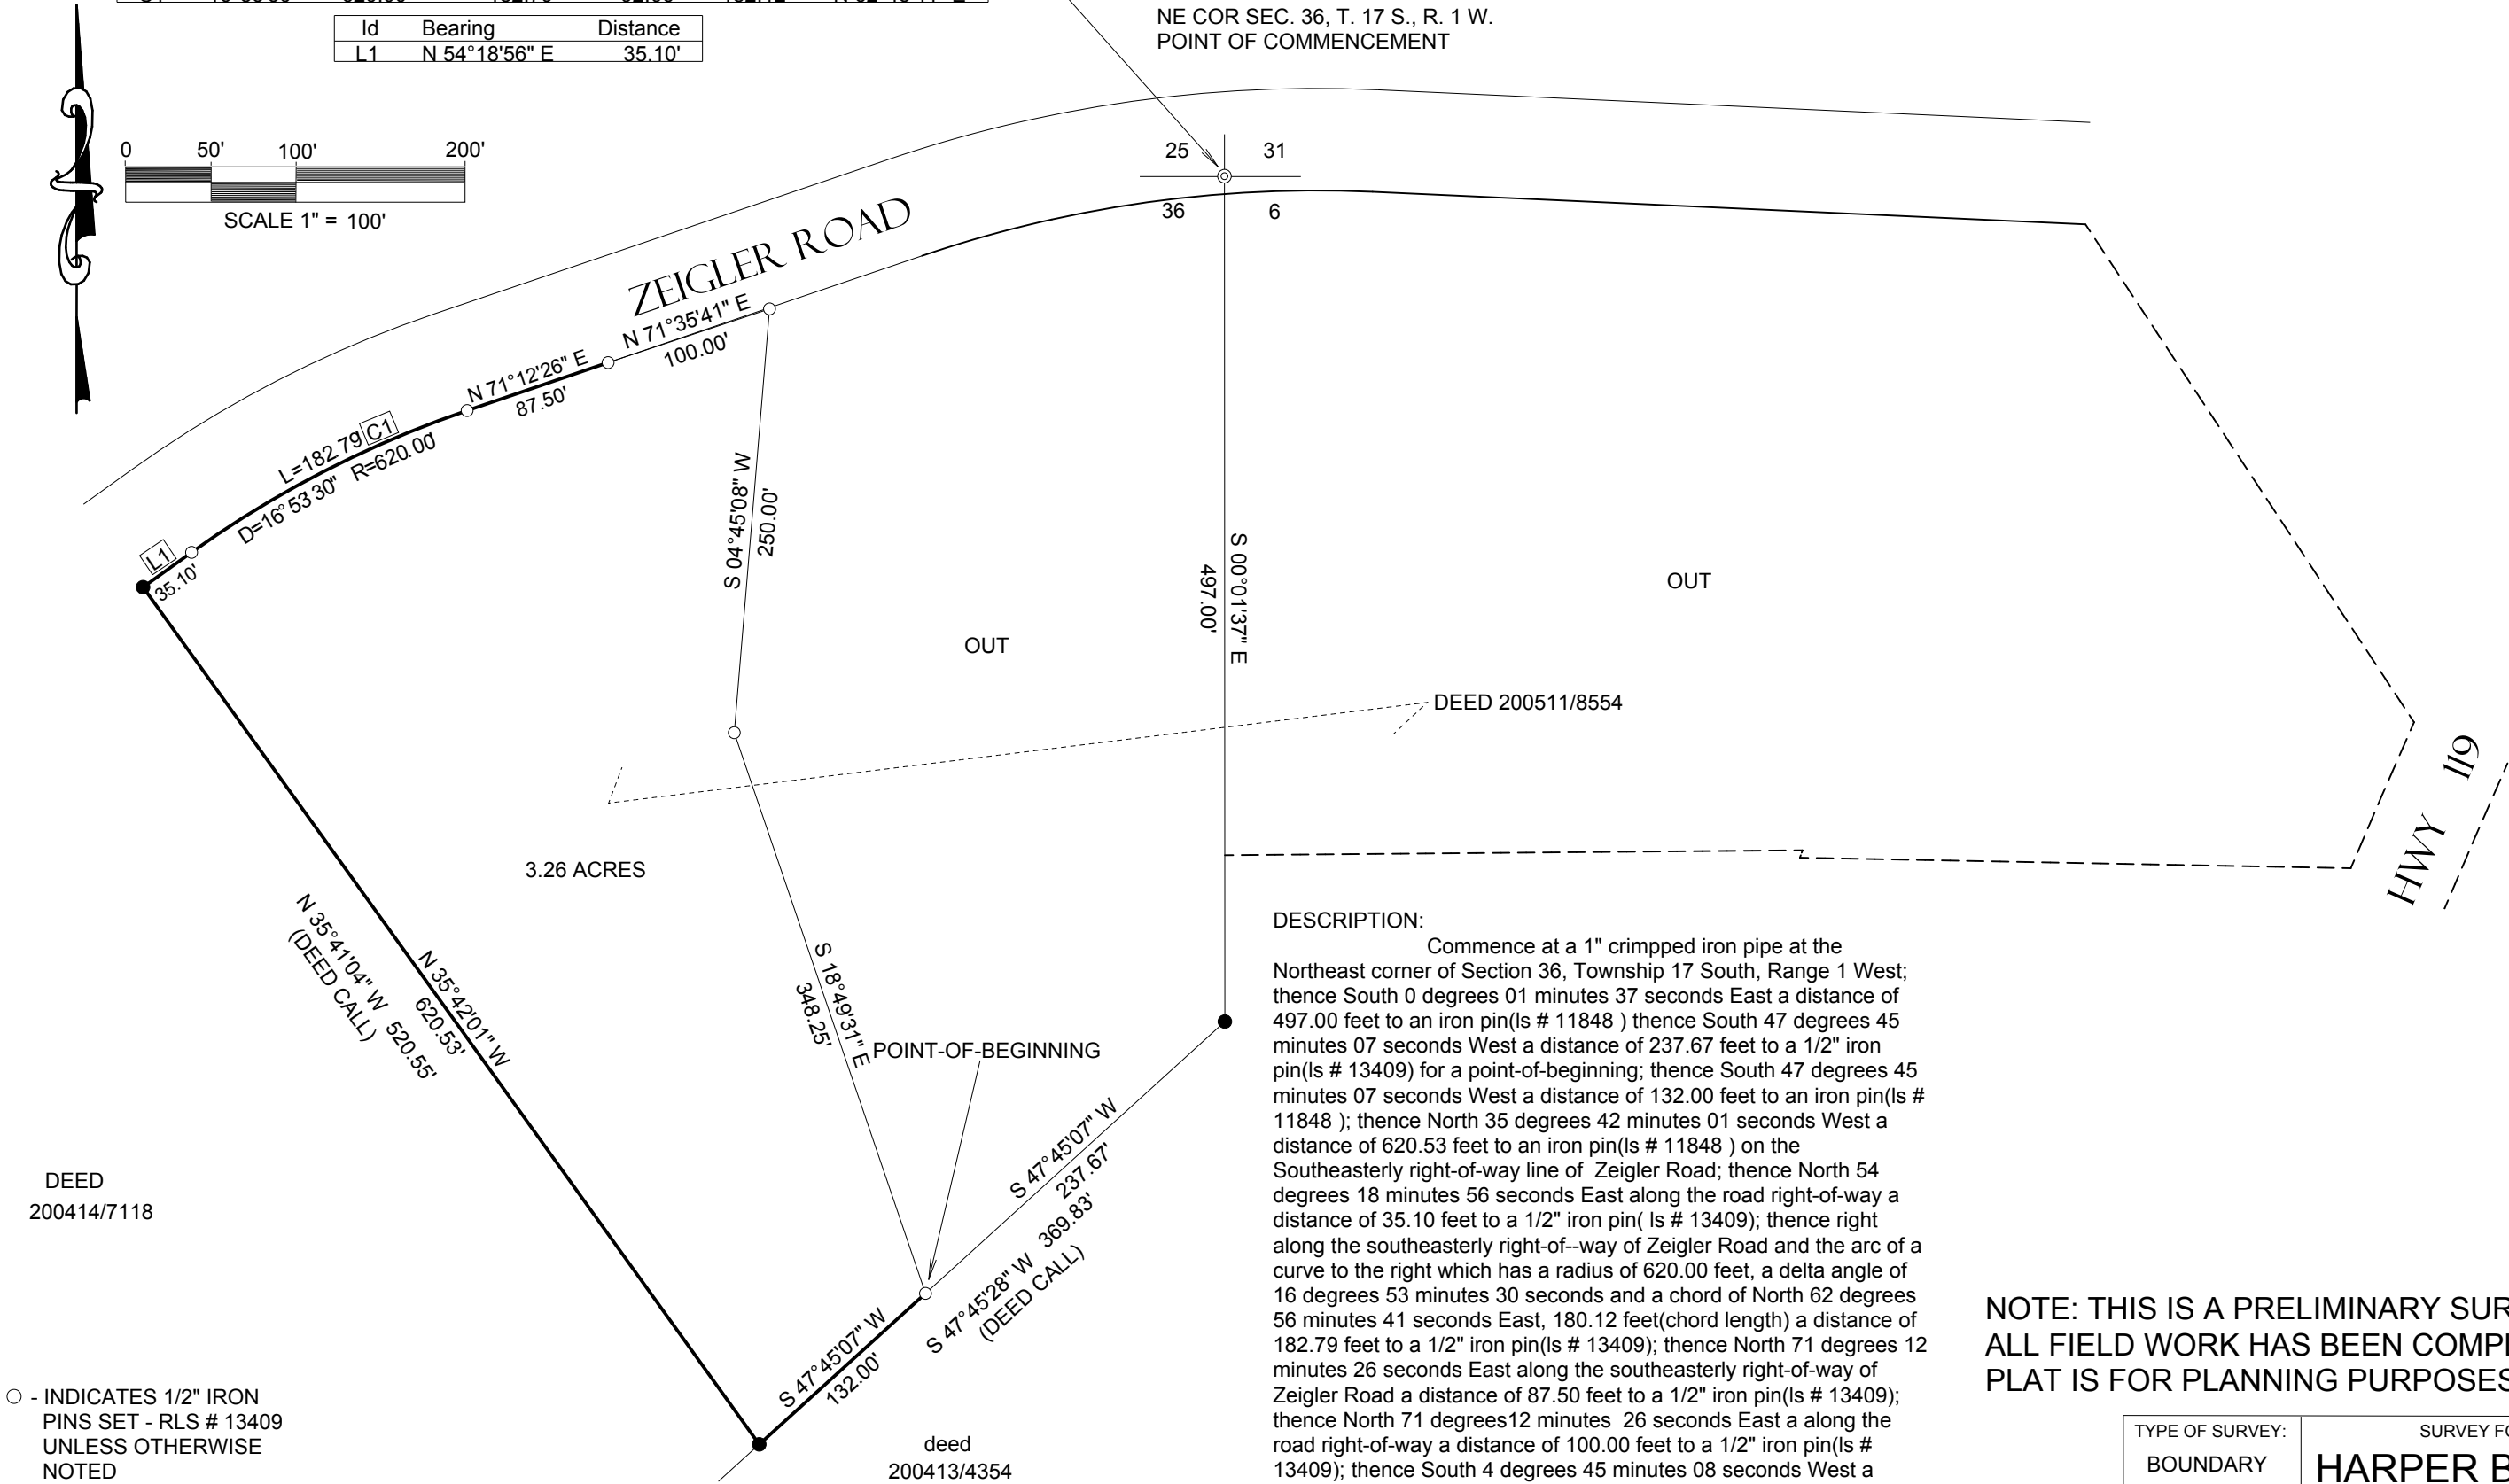 Id Bearing Distance
L1 N 54°18'56" E 35.10'
NE COR SEC. 36, T. 17 S., R. 1 W.
POINT OF COMMENCEMENT
0 50' 100' 200'
SCALE 1" = 100'
25 31
36 6
ZEIGLER ROAD
N 71°35'41" E
100.00'
N 71°12'26" E
87.50'
L=182.79' C1
D=16°53'30" R=620.00'
L1
35.10'
S 04°45'08" W
250.00'
S 00°01'37" E
497.00'
OUT
OUT
DEED 200511/8554
HWY 119
3.26 ACRES
N 35°41'04" W 520.55'
(DEED CALL)
N 35°42'01" W
620.53'
S 18°49'31" E
348.25'
POINT-OF-BEGINNING
S 47°45'07" W
237.67'
S 47°45'28" W 369.83'
(DEED CALL)
S 47°45'07" W
132.00'
DEED
200414/7118
deed
200413/4354
○ - INDICATES 1/2" IRON
PINS SET - RLS # 13409
UNLESS OTHERWISE
NOTED
DESCRIPTION:
Commence at a 1" crimpped iron pipe at the
Northeast corner of Section 36, Township 17 South, Range 1 West;
thence South 0 degrees 01 minutes 37 seconds East a distance of
497.00 feet to an iron pin(ls # 11848 ) thence South 47 degrees 45
minutes 07 seconds West a distance of 237.67 feet to a 1/2" iron
pin(ls # 13409) for a point-of-beginning; thence South 47 degrees 45
minutes 07 seconds West a distance of 132.00 feet to an iron pin(ls #
11848 ); thence North 35 degrees 42 minutes 01 seconds West a
distance of 620.53 feet to an iron pin(ls # 11848 ) on the
Southeasterly right-of-way line of Zeigler Road; thence North 54
degrees 18 minutes 56 seconds East along the road right-of-way a
distance of 35.10 feet to a 1/2" iron pin( ls # 13409); thence right
along the southeasterly right-of--way of Zeigler Road and the arc of a
curve to the right which has a radius of 620.00 feet, a delta angle of
16 degrees 53 minutes 30 seconds and a chord of North 62 degrees
56 minutes 41 seconds East, 180.12 feet(chord length) a distance of
182.79 feet to a 1/2" iron pin(ls # 13409); thence North 71 degrees 12
minutes 26 seconds East along the southeasterly right-of-way of
Zeigler Road a distance of 87.50 feet to a 1/2" iron pin(ls # 13409);
thence North 71 degrees12 minutes 26 seconds East a along the
road right-of-way a distance of 100.00 feet to a 1/2" iron pin(ls #
13409); thence South 4 degrees 45 minutes 08 seconds West a
NOTE: THIS IS A PRELIMINARY SUR
ALL FIELD WORK HAS BEEN COMP
PLAT IS FOR PLANNING PURPOSES
TYPE OF SURVEY:
BOUNDARY
SURVEY FO
HARPER B